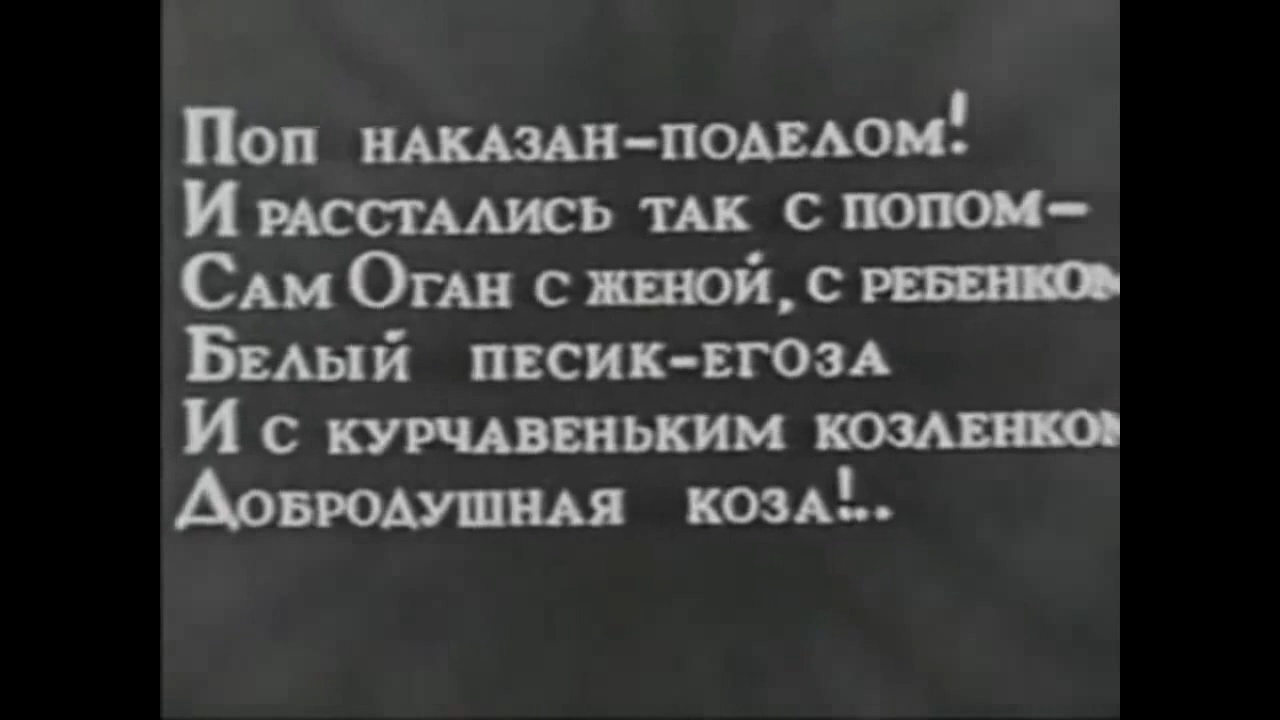 Поп наказан-поделом!
И расстались так с попом-
Сам Оган с женой, с ребенком
Белый песик-егоза
И с курчавеньким козленком
Добродушная коза!..